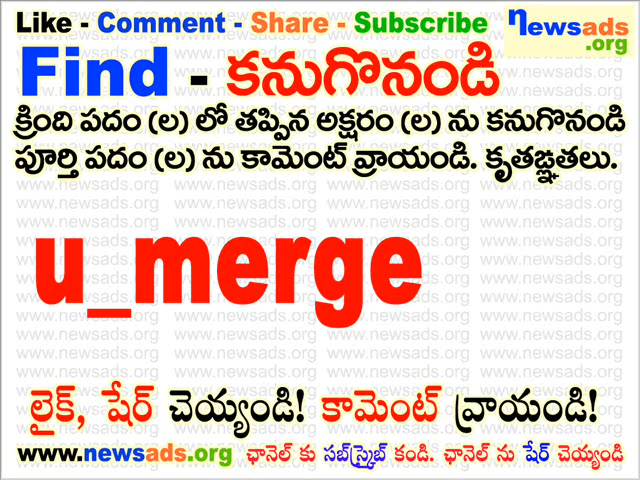 Like - Comment - Share - Subscribe
newsads
.org
Find - కనుగొనండి
క్రింది పదం (ల) లో తప్పిన అక్షరం (ల) ను కనుగొనండి
పూర్తి పదం (ల) ను కామెంట్ వ్రాయండి. కృతజ్ఞతలు.
u_merge
లైక్, షేర్ చెయ్యండి! కామెంట్ వ్రాయండి!
www.newsads.org ఛానెల్ కు సబ్‌స్క్రైబ్ కండి. ఛానెల్ ను షేర్ చెయ్యండి